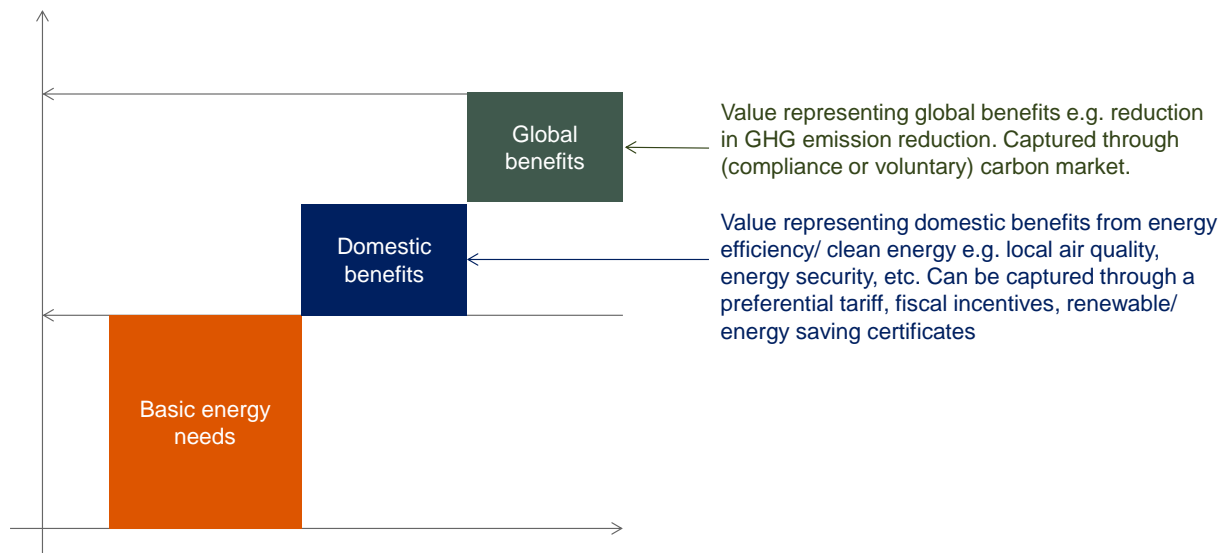 Global
benefits
Value representing global benefits e.g. reduction
in GHG emission reduction. Captured through
(compliance or voluntary) carbon market.
Domestic
benefits
Value representing domestic benefits from energy
efficiency/ clean energy e.g. local air quality,
energy security, etc. Can be captured through a
preferential tariff, fiscal incentives, renewable/
energy saving certificates
Basic energy
needs